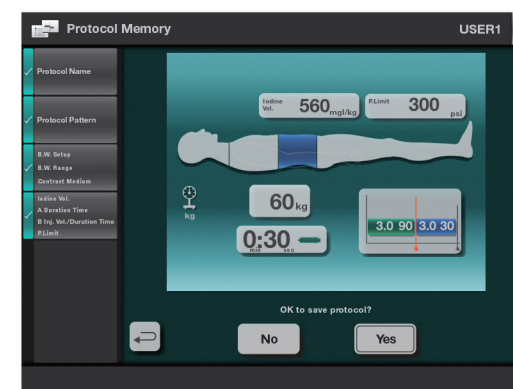 Protocol Memory
USER1
Protocol Name
Protocol Pattern
B.W. Setup
B.W. Range
Contrast Medium
Iodine Vol.
A Duration Time
B Inj. Vol./Duration Time
P.Limit
Iodine Vol. 560 mgI/kg
P.Limit 300 psi
kg
60 kg
0:30
min sec
3.0 90 3.0 30
OK to save protocol?
No
Yes